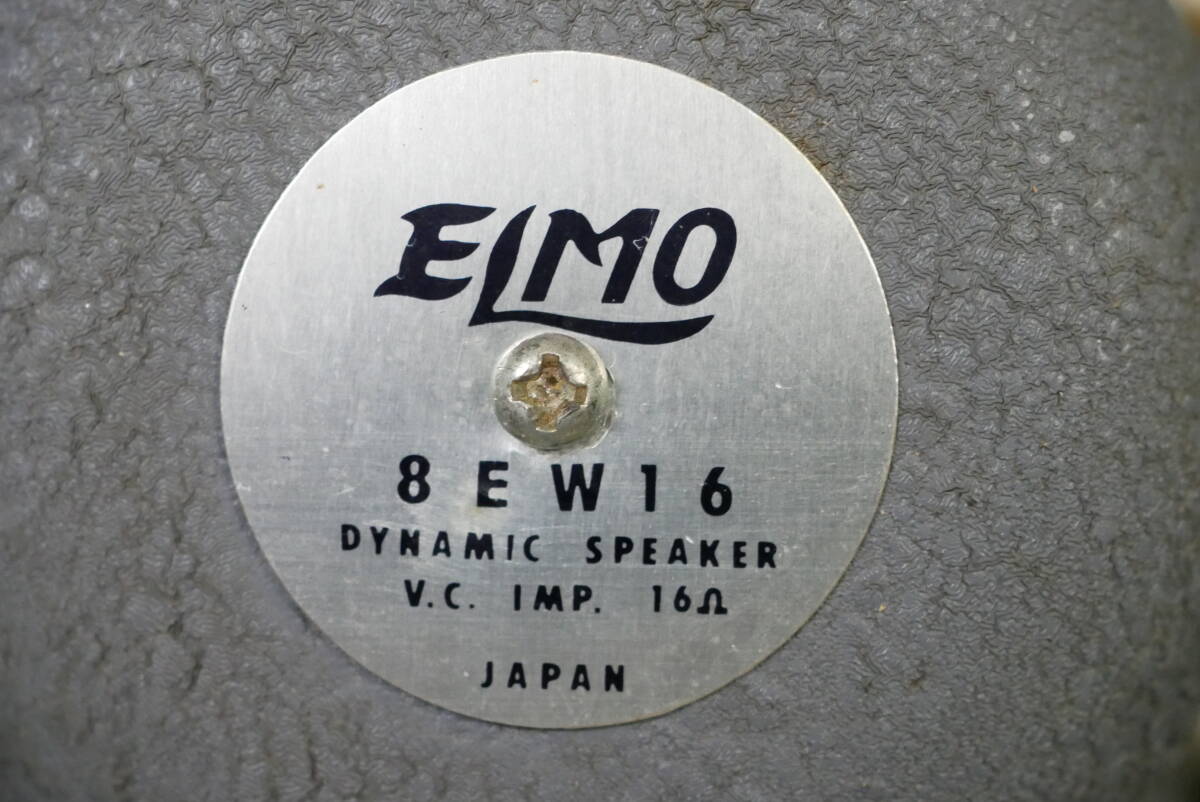 ELMO
8EW16
DYNAMIC SPEAKER
V.C. IMP. 16Ω
JAPAN